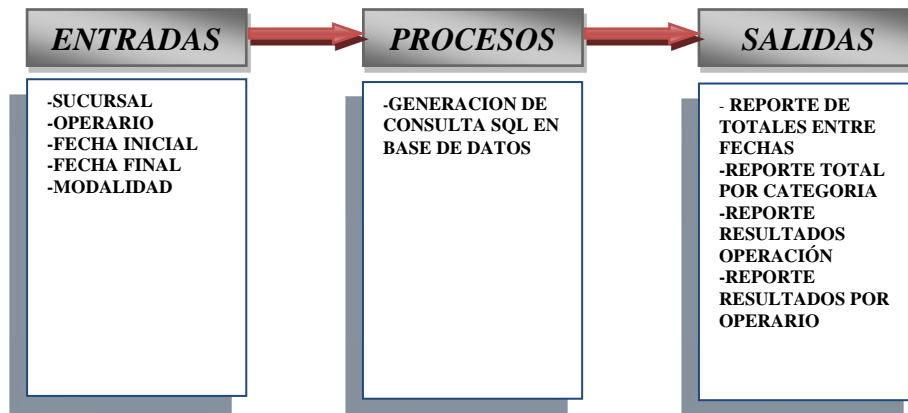 ENTRADAS
PROCESOS
SALIDAS
-SUCURSAL
-OPERARIO
-FECHA INICIAL
-FECHA FINAL
-MODALIDAD
-GENERACION DE
CONSULTA SQL EN
BASE DE DATOS
- REPORTE DE
TOTALES ENTRE
FECHAS
-REPORTE TOTAL
POR CATEGORIA
-REPORTE
RESULTADOS
OPERACIÓN
-REPORTE
RESULTADOS POR
OPERARIO